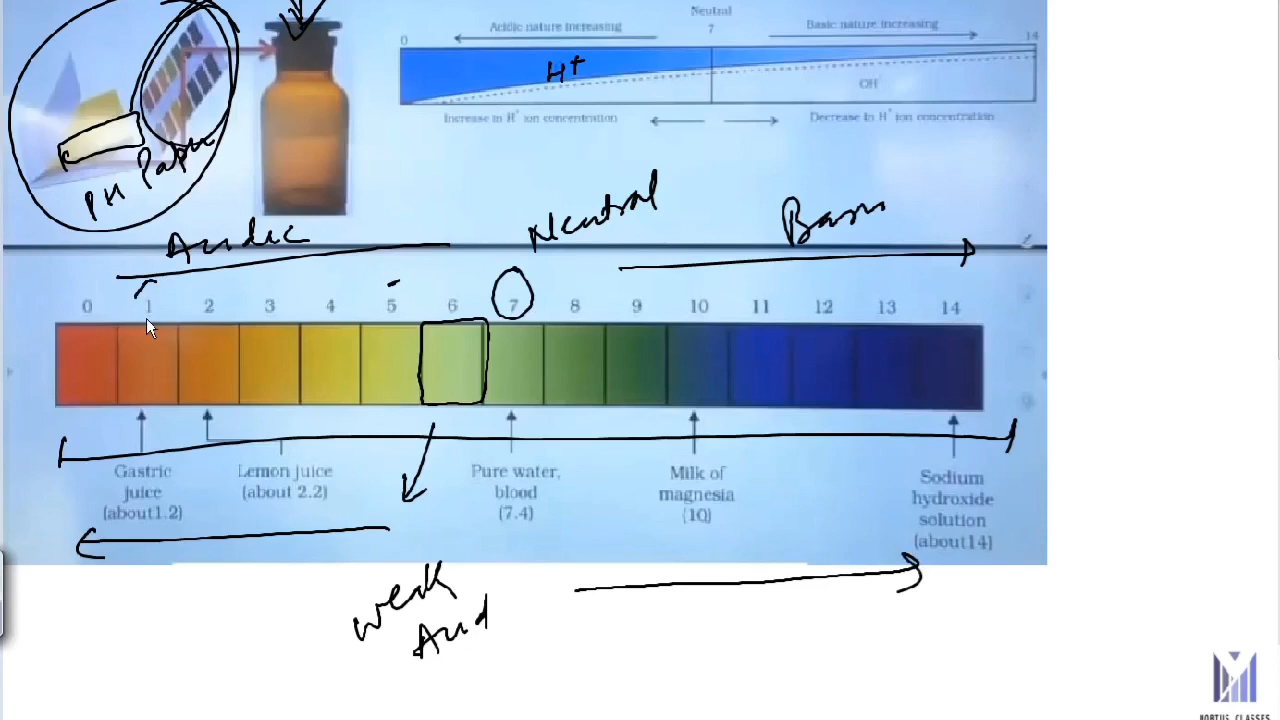 Neutral
Acidic nature increasing
7
Basic nature increasing
0
14
H+
OH⁻
Increase in H⁺ ion concentration
Decrease in H⁺ ion concentration
PH Paper
Acidic
Neutral
Basic
0 1 2 3 4 5 6 7 8 9 10 11 12 13 14
Gastric
juice
(about1.2)
Lemon juice
(about 2.2)
Pure water,
blood
(7.4)
Milk of
magnesia
(10)
Sodium
hydroxide
solution
(about14)
weak
Acid